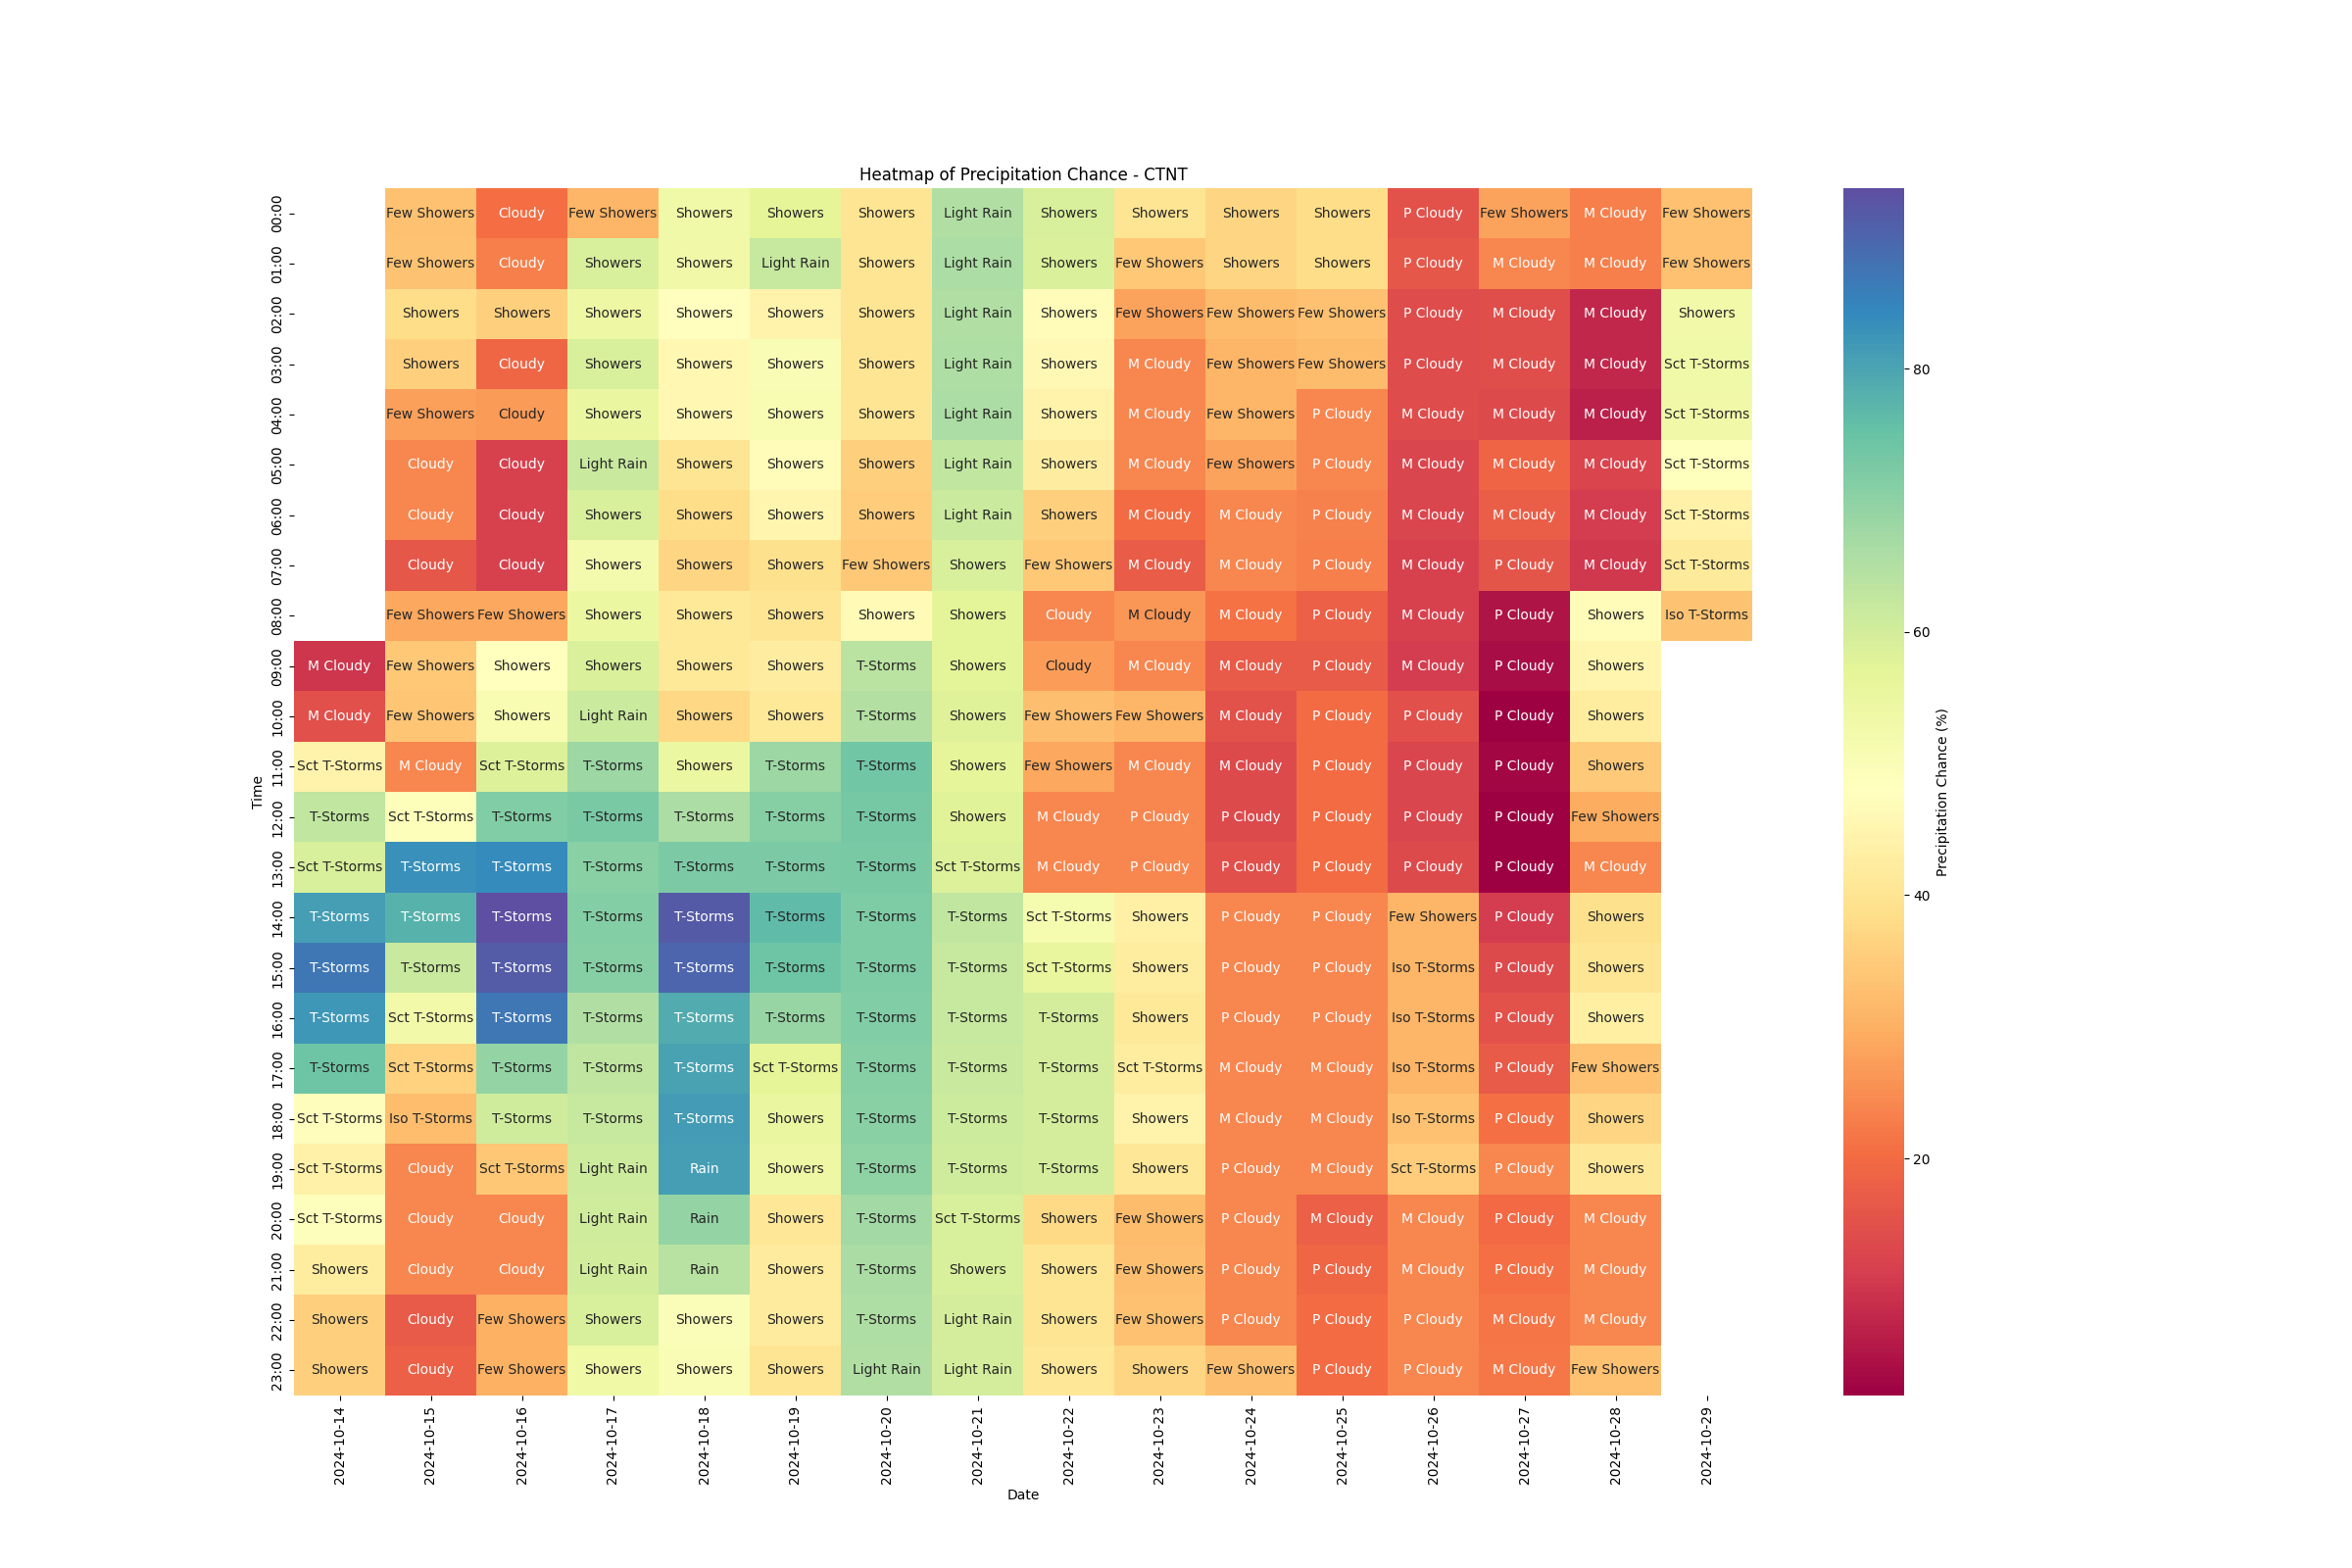 Heatmap of Precipitation Chance - CTNT
00:00 Few Showers Cloudy Few Showers Showers Showers Showers Light Rain Showers Showers Showers Showers P Cloudy Few Showers M Cloudy Few Showers
01:00 Few Showers Cloudy Showers Showers Light Rain Showers Light Rain Showers Few Showers Showers Showers P Cloudy M Cloudy M Cloudy Few Showers
02:00 Showers Showers Showers Showers Showers Showers Light Rain Showers Few Showers Few Showers Few Showers P Cloudy M Cloudy M Cloudy Showers
03:00 Showers Cloudy Showers Showers Showers Showers Light Rain Showers M Cloudy Few Showers Few Showers P Cloudy M Cloudy M Cloudy Sct T-Storms
80
04:00 Few Showers Cloudy Showers Showers Showers Showers Light Rain Showers M Cloudy Few Showers P Cloudy M Cloudy M Cloudy M Cloudy Sct T-Storms
05:00 Cloudy Cloudy Light Rain Showers Showers Showers Light Rain Showers M Cloudy Few Showers P Cloudy M Cloudy M Cloudy M Cloudy Sct T-Storms
06:00 Cloudy Cloudy Showers Showers Showers Showers Light Rain Showers M Cloudy M Cloudy P Cloudy M Cloudy M Cloudy M Cloudy Sct T-Storms
07:00 Cloudy Cloudy Showers Showers Showers Few Showers Showers Few Showers M Cloudy M Cloudy P Cloudy M Cloudy P Cloudy M Cloudy Sct T-Storms
08:00 Few Showers Few Showers Showers Showers Showers Showers Showers Cloudy M Cloudy M Cloudy P Cloudy M Cloudy P Cloudy Showers Iso T-Storms
60
09:00 M Cloudy Few Showers Showers Showers Showers Showers T-Storms Showers Cloudy M Cloudy M Cloudy P Cloudy M Cloudy P Cloudy Showers
10:00 M Cloudy Few Showers Showers Light Rain Showers Showers T-Storms Showers Few Showers Few Showers M Cloudy P Cloudy P Cloudy P Cloudy Showers
11:00 Sct T-Storms M Cloudy Sct T-Storms T-Storms Showers T-Storms T-Storms Showers Few Showers M Cloudy M Cloudy P Cloudy P Cloudy P Cloudy Showers
Time
Precipitation Chance (%)
12:00 T-Storms Sct T-Storms T-Storms T-Storms T-Storms T-Storms T-Storms Showers M Cloudy P Cloudy P Cloudy P Cloudy P Cloudy P Cloudy Few Showers
13:00 Sct T-Storms T-Storms T-Storms T-Storms T-Storms T-Storms T-Storms Sct T-Storms M Cloudy P Cloudy P Cloudy P Cloudy P Cloudy P Cloudy M Cloudy
40
14:00 T-Storms T-Storms T-Storms T-Storms T-Storms T-Storms T-Storms T-Storms Sct T-Storms Showers P Cloudy P Cloudy Few Showers P Cloudy Showers
15:00 T-Storms T-Storms T-Storms T-Storms T-Storms T-Storms T-Storms T-Storms Sct T-Storms Showers P Cloudy P Cloudy Iso T-Storms P Cloudy Showers
16:00 T-Storms Sct T-Storms T-Storms T-Storms T-Storms T-Storms T-Storms T-Storms T-Storms Showers P Cloudy P Cloudy Iso T-Storms P Cloudy Showers
17:00 T-Storms Sct T-Storms T-Storms T-Storms T-Storms Sct T-Storms T-Storms T-Storms T-Storms Sct T-Storms M Cloudy M Cloudy Iso T-Storms P Cloudy Few Showers
18:00 Sct T-Storms Iso T-Storms T-Storms T-Storms T-Storms Showers T-Storms T-Storms T-Storms Showers M Cloudy M Cloudy Iso T-Storms P Cloudy Showers
20
19:00 Sct T-Storms Cloudy Sct T-Storms Light Rain Rain Showers T-Storms T-Storms T-Storms Showers P Cloudy M Cloudy Sct T-Storms P Cloudy Showers
20:00 Sct T-Storms Cloudy Cloudy Light Rain Rain Showers T-Storms Sct T-Storms Showers Few Showers P Cloudy M Cloudy M Cloudy P Cloudy M Cloudy
21:00 Showers Cloudy Cloudy Light Rain Rain Showers T-Storms Showers Showers Few Showers P Cloudy P Cloudy M Cloudy P Cloudy M Cloudy
22:00 Showers Cloudy Few Showers Showers Showers Showers T-Storms Light Rain Showers Few Showers P Cloudy P Cloudy P Cloudy M Cloudy M Cloudy
23:00 Showers Cloudy Few Showers Showers Showers Showers Light Rain Light Rain Showers Showers Few Showers P Cloudy P Cloudy M Cloudy Few Showers
2024-10-14 2024-10-15 2024-10-16 2024-10-17 2024-10-18 2024-10-19 2024-10-20 2024-10-21 2024-10-22 2024-10-23 2024-10-24 2024-10-25 2024-10-26 2024-10-27 2024-10-28 2024-10-29
Date